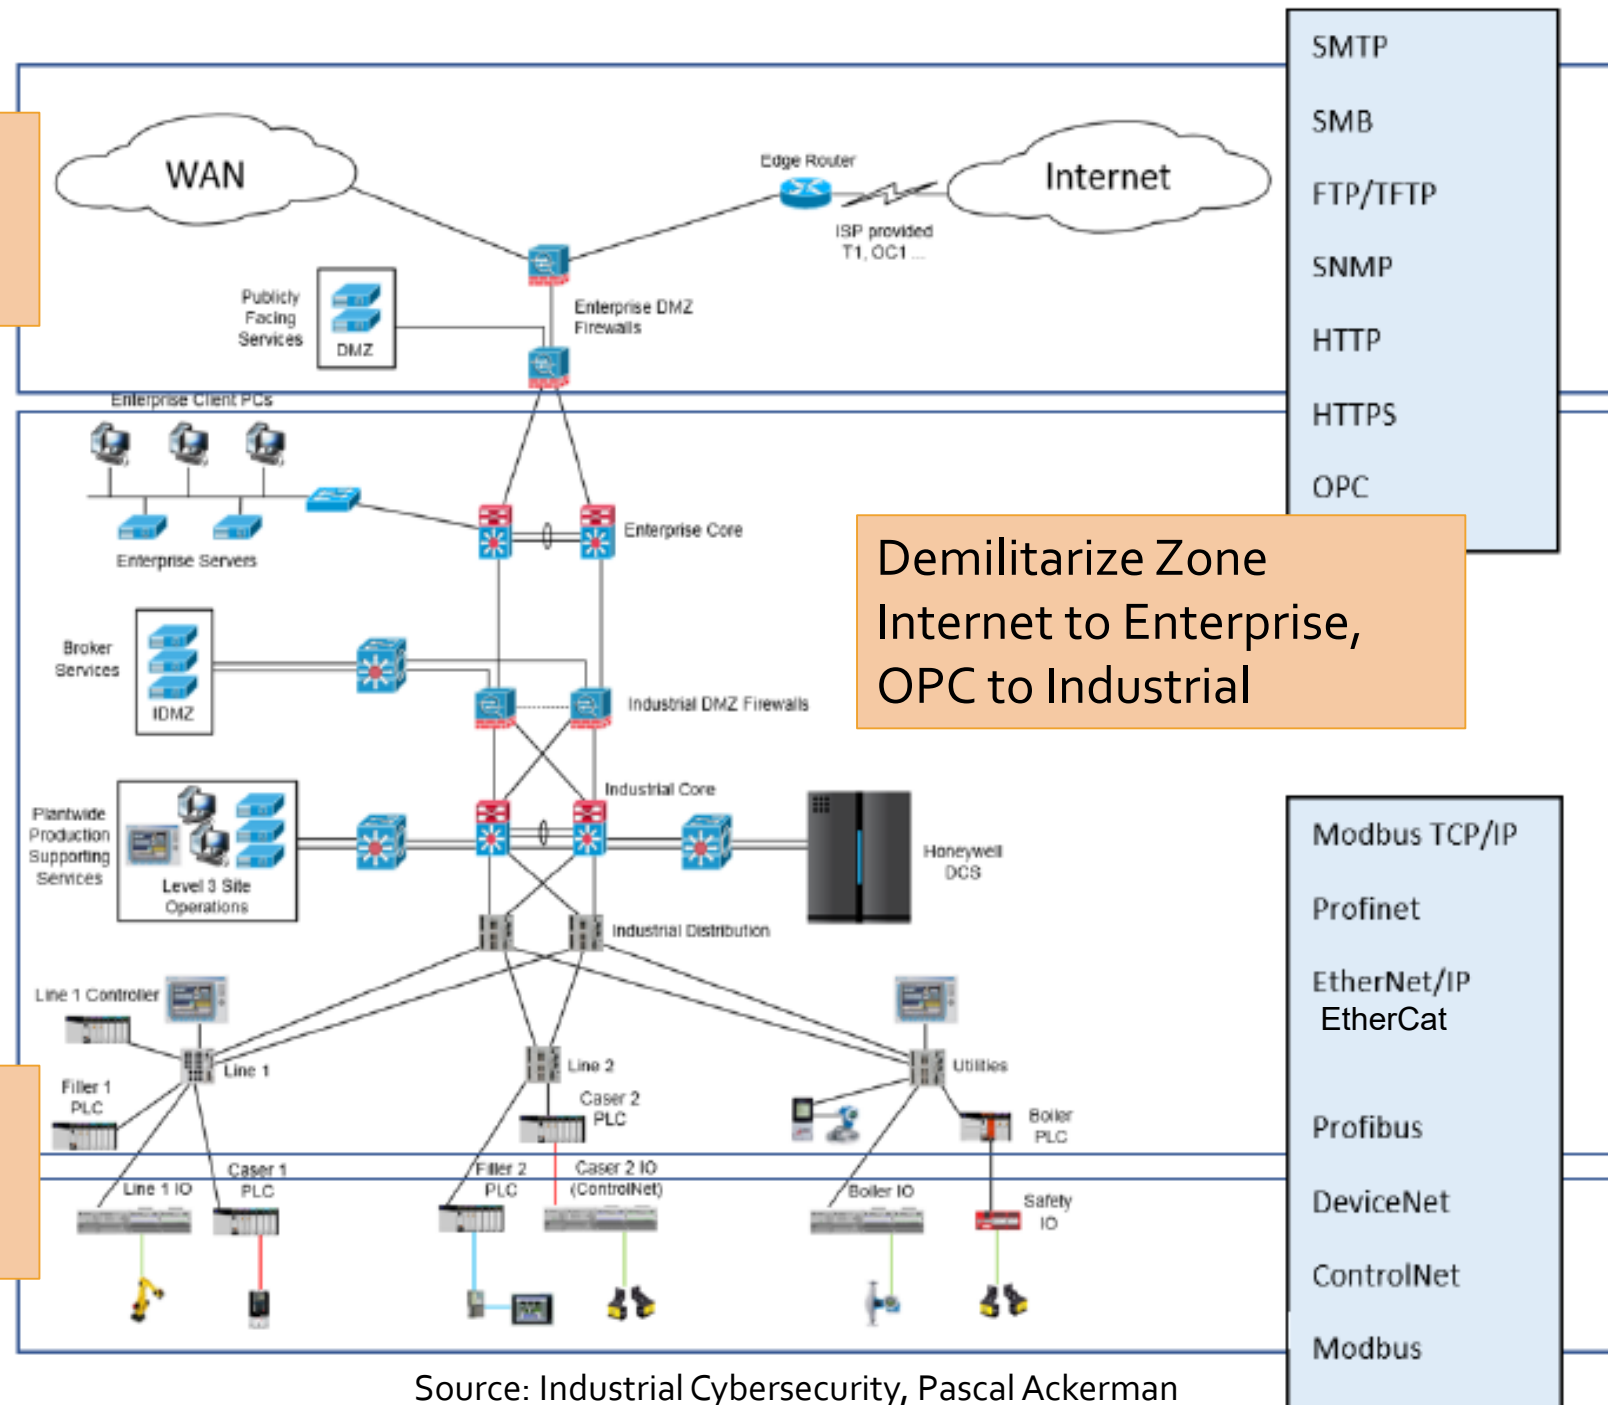 SMTP
SMB
FTP/TFTP
SNMP
HTTP
HTTPS
OPC
WAN
Edge Router
Internet
ISP provided
T1, OC1 ...
Publicly
Facing
Services
DMZ
Enterprise DMZ
Firewalls
Enterprise Client PCs
Enterprise Core
Enterprise Servers
Demilitarize Zone
Internet to Enterprise,
OPC to Industrial
Broker
Services
IDMZ
Industrial DMZ Firewalls
Plantwide
Production
Supporting
Services
Level 3 Site
Operations
Industrial Core
Honeywell
DCS
Industrial Distribution
Modbus TCP/IP
Profinet
EtherNet/IP
EtherCat
Profibus
DeviceNet
ControlNet
Modbus
Line 1 Controller
Line 1
Line 2
Utilities
Filler 1
PLC
Caser 2
PLC
Boiler
PLC
Line 1 IO
Caser 1
PLC
Filler 2
PLC
Caser 2 IO
(ControlNet)
Boiler IO
Safety
IO
Source: Industrial Cybersecurity, Pascal Ackerman